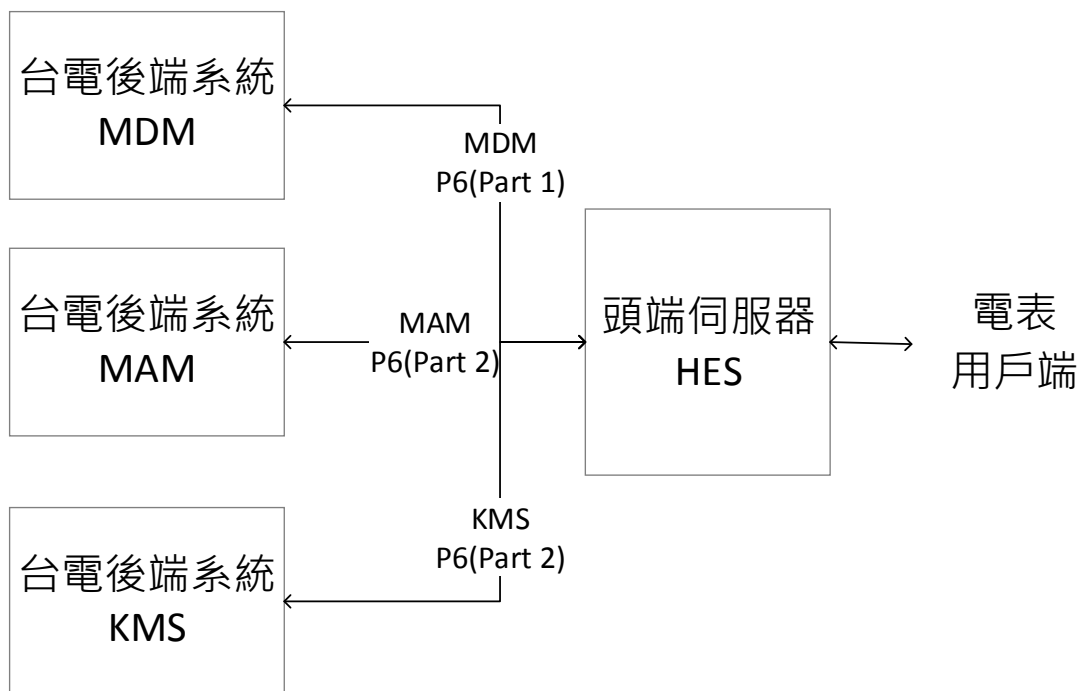 台電後端系統
MDM
MDM
P6(Part 1)
台電後端系統
MAM
MAM
P6(Part 2)
頭端伺服器
HES
電表
用戶端
台電後端系統
KMS
KMS
P6(Part 2)